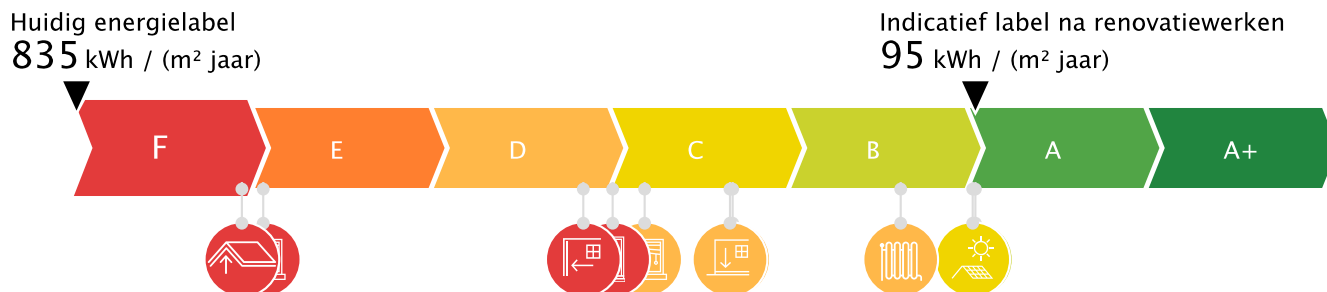 Huidig energielabel
835 kWh / (m² jaar)
Indicatief label na renovatiewerken
95 kWh / (m² jaar)
F E D C B A A+